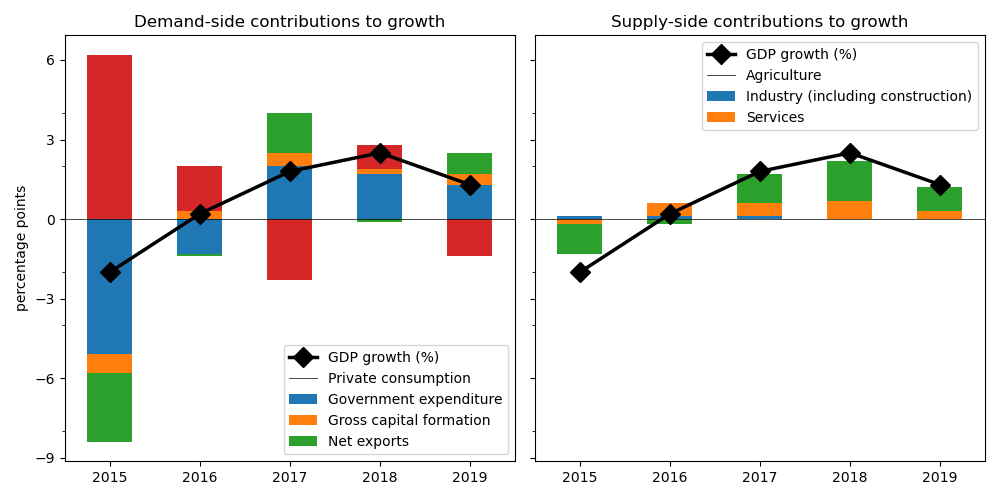 Demand-side contributions to growth
percentage points
6
3
0
−3
−6
−9
2015 2016 2017 2018 2019
GDP growth (%)
Private consumption
Government expenditure
Gross capital formation
Net exports
Supply-side contributions to growth
GDP growth (%)
Agriculture
Industry (including construction)
Services
2015 2016 2017 2018 2019